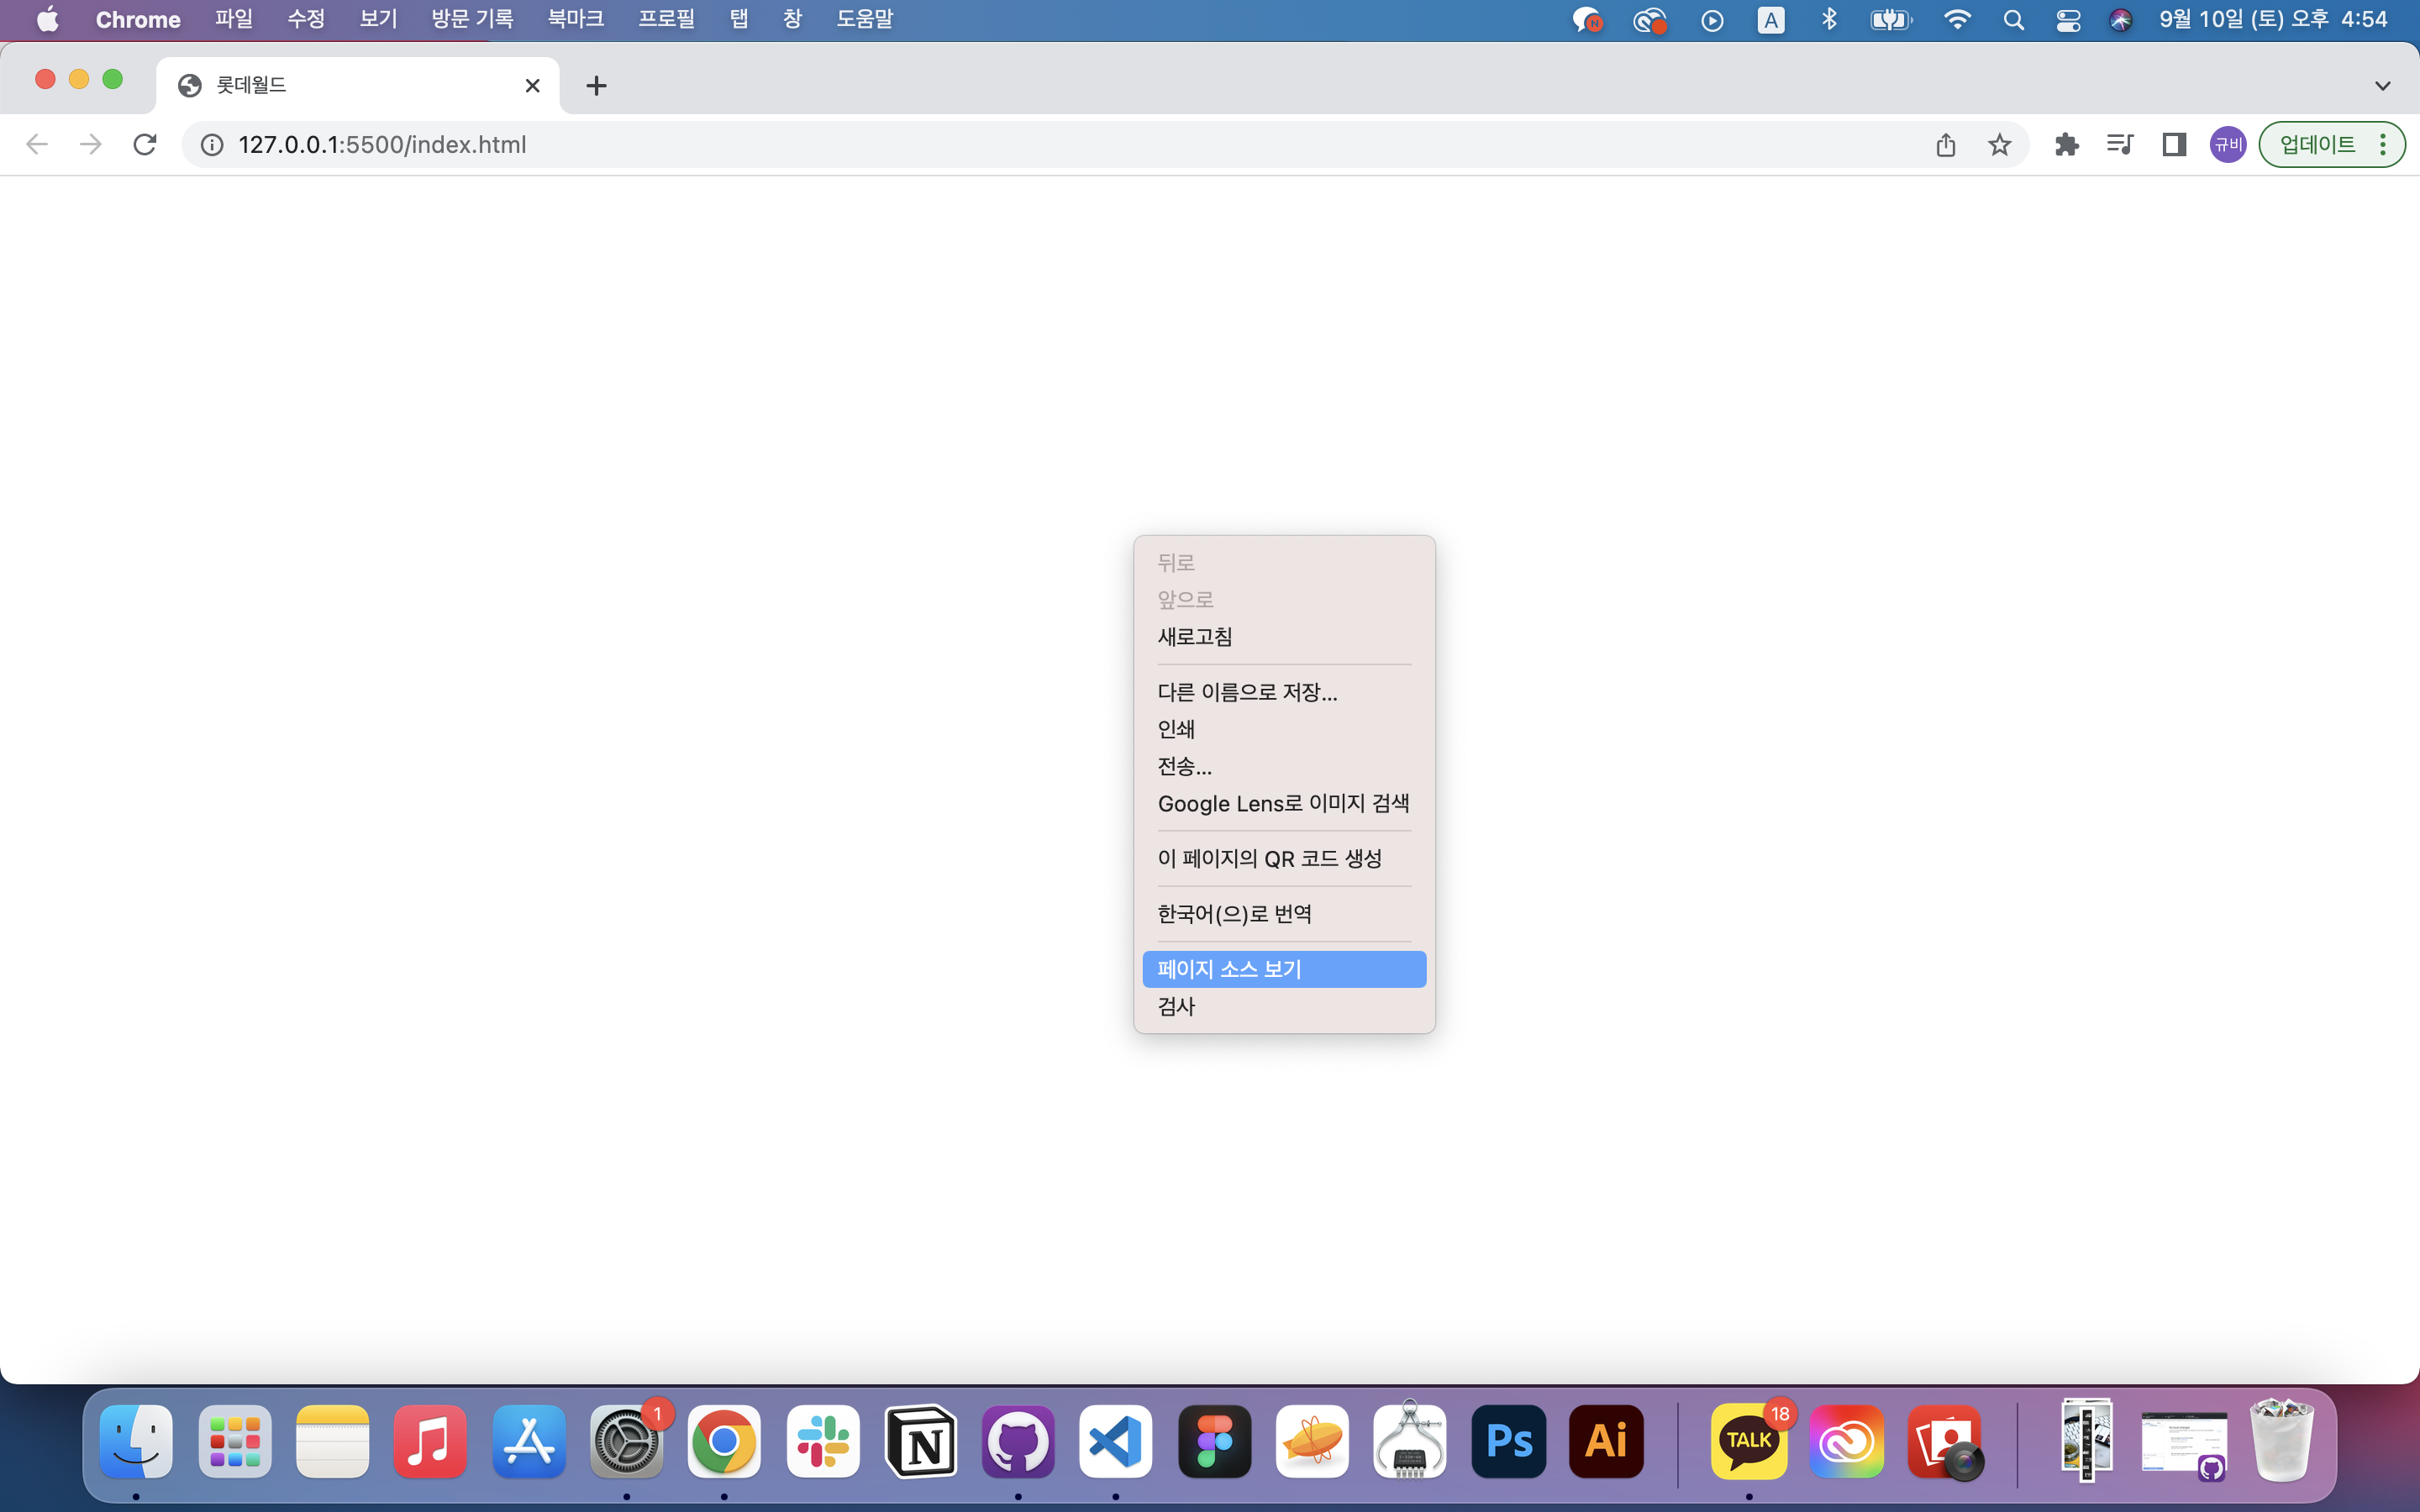 Chrome 파일 수정 보기 방문 기록 북마크 프로필 탭 창 도움말 N A 9월 10일 (토) 오후 4:54
롯데월드
127.0.0.1:5500/index.html 규비 업데이트
뒤로
앞으로
새로고침
다른 이름으로 저장...
인쇄
전송...
Google Lens로 이미지 검색
이 페이지의 QR 코드 생성
한국어(으)로 번역
페이지 소스 보기
검사
1 N Ps Ai TALK 18